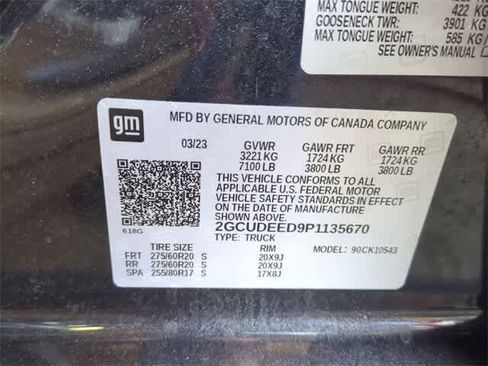 422 KG
GOOSENECK TWR: 3901 KG
MAX TONGUE WEIGHT: 585 KG
SEE OWNER'S MANUAL
gm
MFD BY GENERAL MOTORS OF CANADA COMPANY
03/23 GVWR GAWR FRT GAWR RR
3221 KG 1724 KG 1724 KG
7100 LB 3800 LB 3800 LB
THIS VEHICLE CONFORMS TO ALL
APPLICABLE U.S. FEDERAL MOTOR
VEHICLE SAFETY STANDARDS IN EFFECT
ON THE DATE OF MANUFACTURE SHOWN ABOVE.
2GCUDEED9P1135670
618G TYPE: TRUCK
TIRE SIZE RIM MODEL: 90CK10543
FRT 275/60R20 S 20X9J
RR 275/60R20 S 20X9J
SPA 255/80R17 S 17X8J